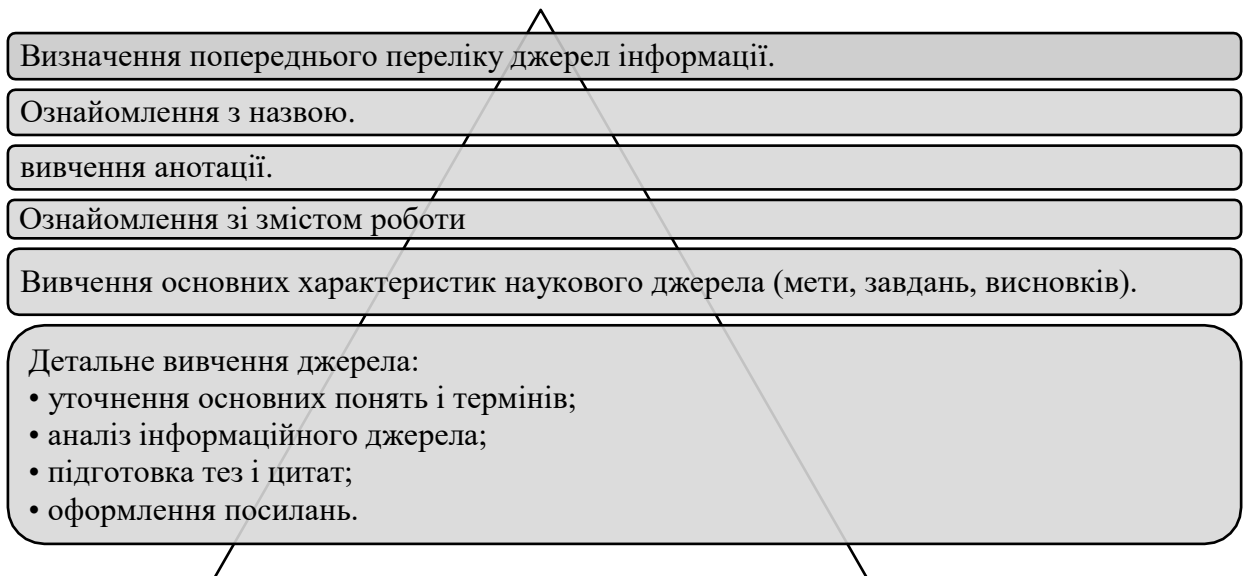 Визначення попереднього переліку джерел інформації.
Ознайомлення з назвою.
вивчення анотації.
Ознайомлення зі змістом роботи
Вивчення основних характеристик наукового джерела (мети, завдань, висновків).
Детальне вивчення джерела:
• уточнення основних понять і термінів;
• аналіз інформаційного джерела;
• підготовка тез і цитат;
• оформлення посилань.